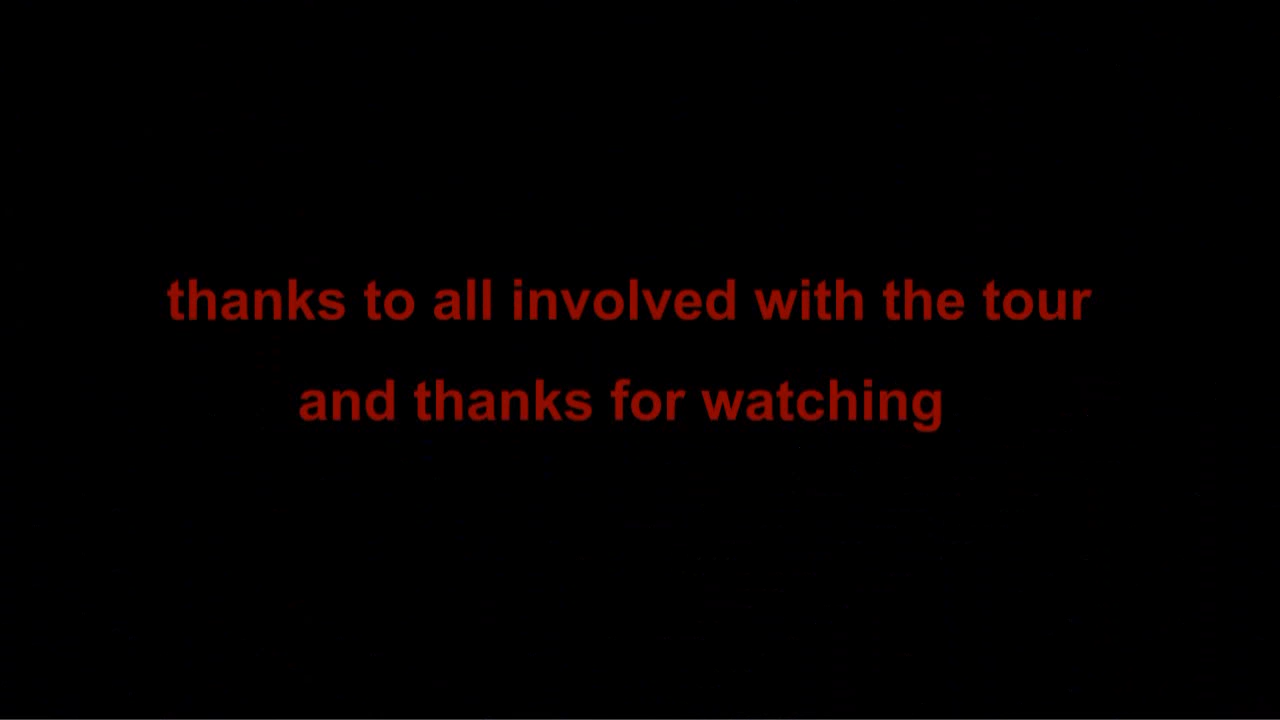 thanks to all involved with the tour
and thanks for watching